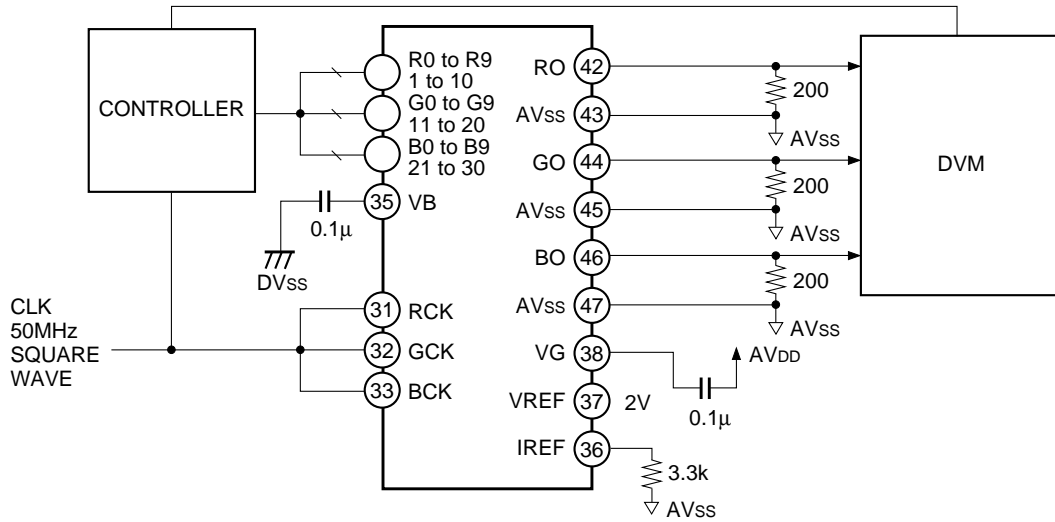 CONTROLLER
R0 to R9
1 to 10
G0 to G9
11 to 20
B0 to B9
21 to 30
35 VB
0.1μ
DVSS
CLK
50MHz
SQUARE
WAVE
31 RCK
32 GCK
33 BCK
RO 42
AVSS 43
GO 44
AVSS 45
BO 46
AVSS 47
VG 38
VREF 37 2V
IREF 36
200
AVSS
200
AVSS
200
AVSS
AVDD
0.1μ
3.3k
AVSS
DVM